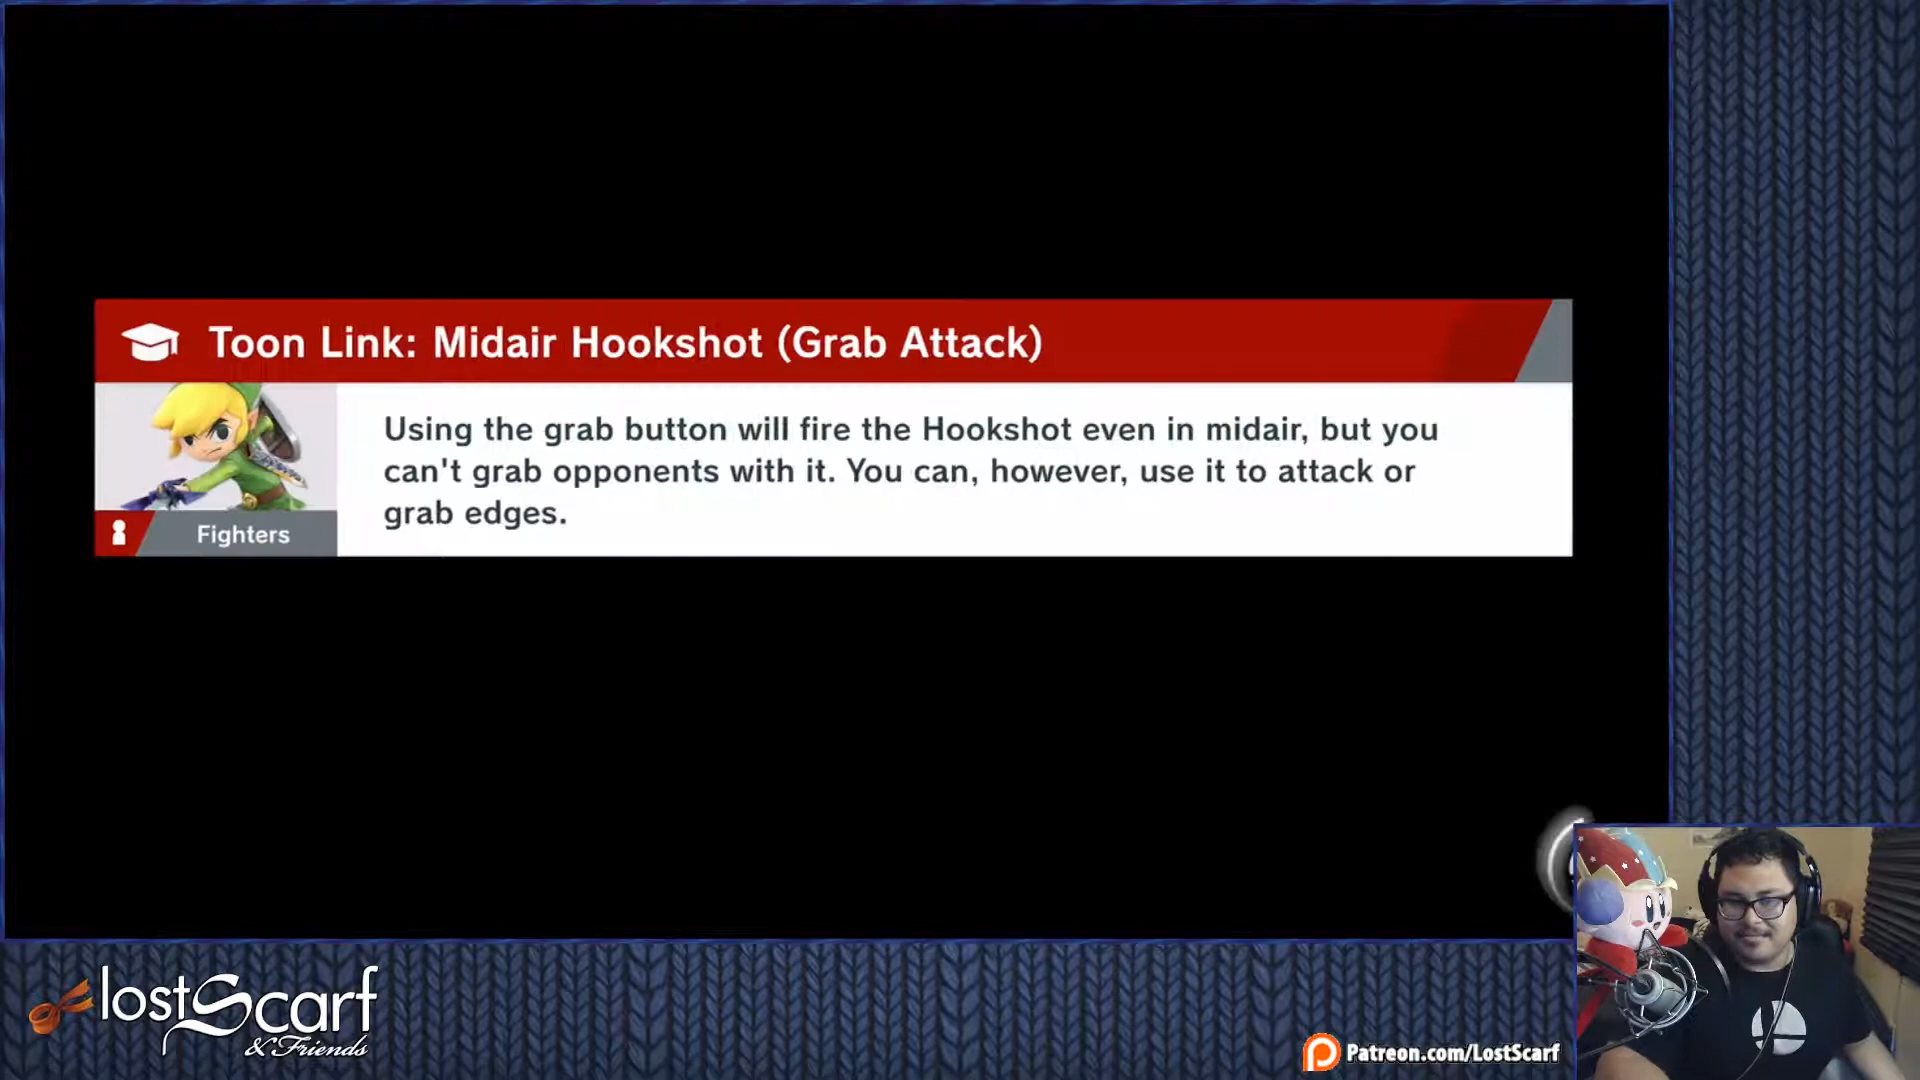 Toon Link: Midair Hookshot (Grab Attack)
Using the grab button will fire the Hookshot even in midair, but you
can't grab opponents with it. You can, however, use it to attack or
grab edges.
Fighters
lostScarf
& Friends
Patreon.com/LostScarf